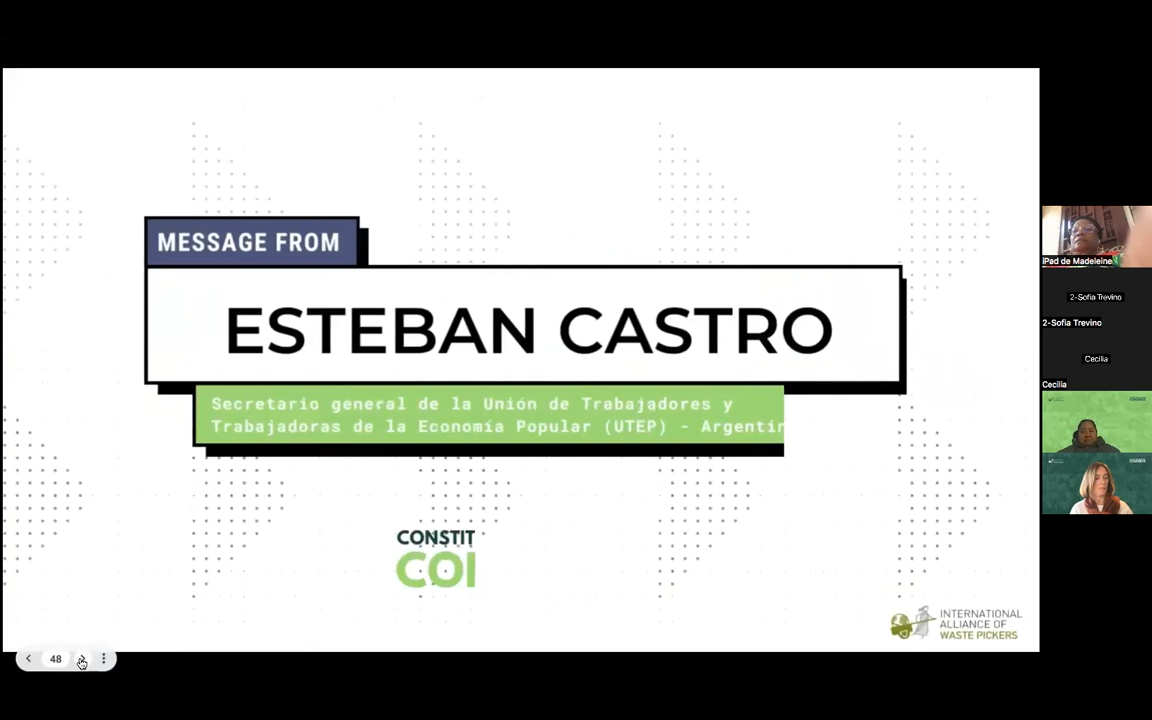 MESSAGE FROM
ESTEBAN CASTRO
Secretario general de la Unión de Trabajadores y
Trabajadoras de la Economía Popular (UTEP) - Argentin
CONSTIT
COI
INTERNATIONAL
ALLIANCE OF
WASTE PICKERS
48
iPad de Madeleine
2-Sofia Trevino
2-Sofia Trevino
Cecilia
Cecilia